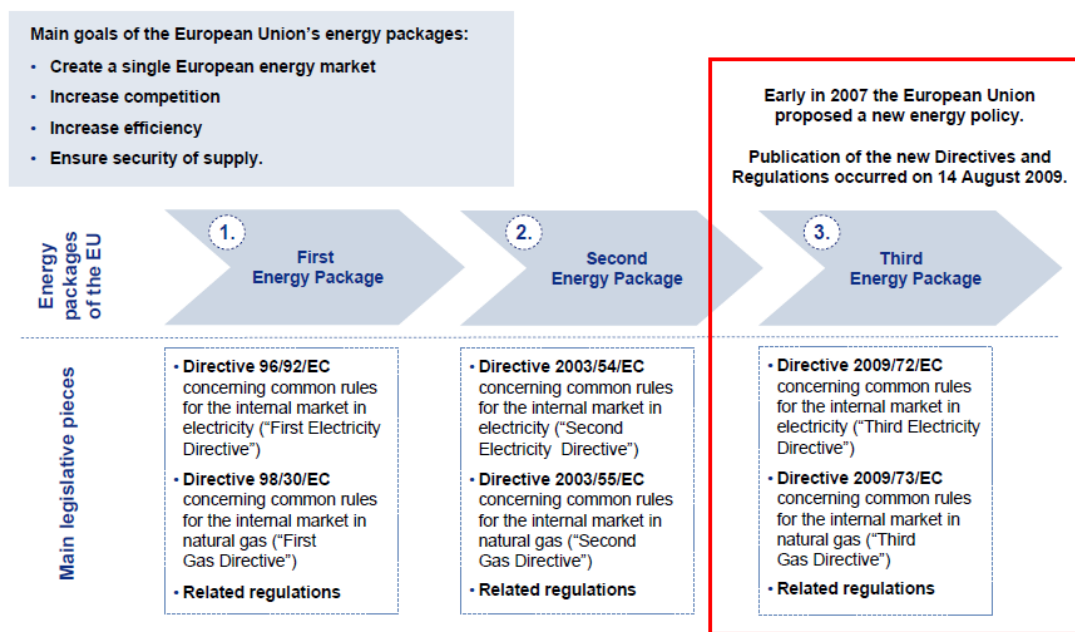 Main goals of the European Union's energy packages:
• Create a single European energy market
• Increase competition
• Increase efficiency
• Ensure security of supply.
Early in 2007 the European Union
proposed a new energy policy.
Publication of the new Directives and
Regulations occurred on 14 August 2009.
Energy
packages
of the EU
1.
First
Energy Package
2.
Second
Energy Package
3.
Third
Energy Package
Main legislative pieces
• Directive 96/92/EC
concerning common rules
for the internal market in
electricity (“First Electricity
Directive”)
• Directive 98/30/EC
concerning common rules
for the internal market in
natural gas (“First
Gas Directive”)
• Related regulations
• Directive 2003/54/EC
concerning common rules
for the internal market in
electricity (“Second
Electricity Directive”)
• Directive 2003/55/EC
concerning common rules
for the internal market in
natural gas (“Second
Gas Directive”)
• Related regulations
• Directive 2009/72/EC
concerning common rules
for the internal market in
electricity (“Third Electricity
Directive”)
• Directive 2009/73/EC
concerning common rules
for the internal market in
natural gas (“Third
Gas Directive”)
• Related regulations